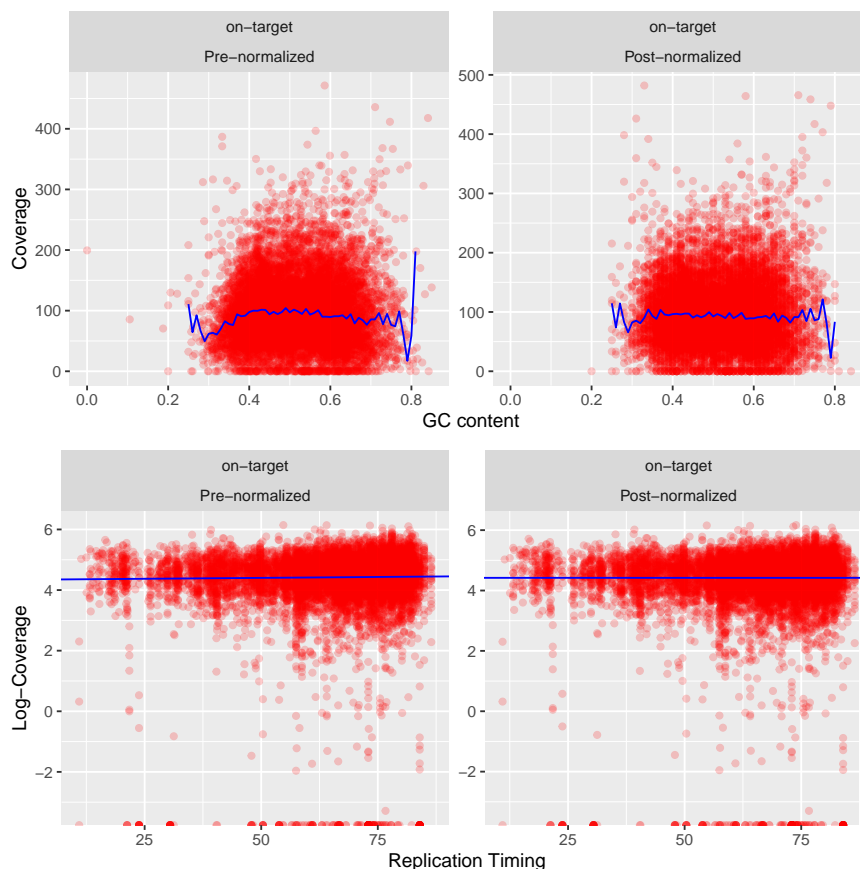 on−target
Pre−normalized
on−target
Post−normalized
Coverage
400
300
200
100
0
500
400
300
200
100
0
0.0 0.2 0.4 0.6 0.8
0.0 0.2 0.4 0.6 0.8
GC content
on−target
Pre−normalized
on−target
Post−normalized
Log−Coverage
6
4
2
0
−2
6
4
2
0
−2
25 50 75
25 50 75
Replication Timing